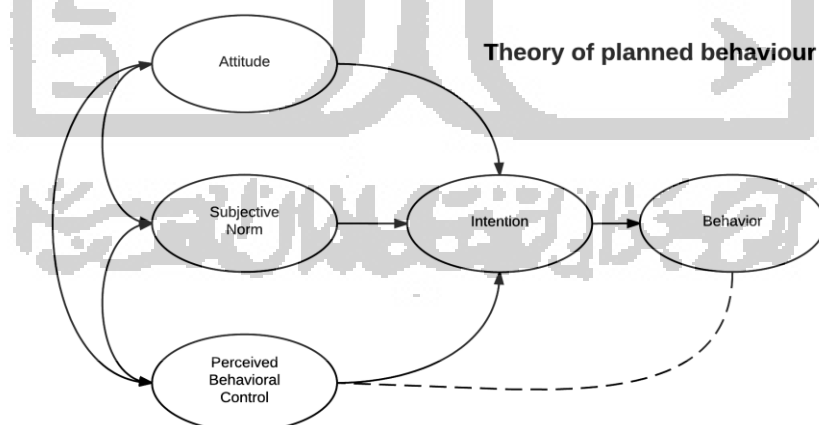 Attitude
Theory of planned behaviour
Subjective
Norm
Intention
Behavior
Perceived
Behavioral
Control